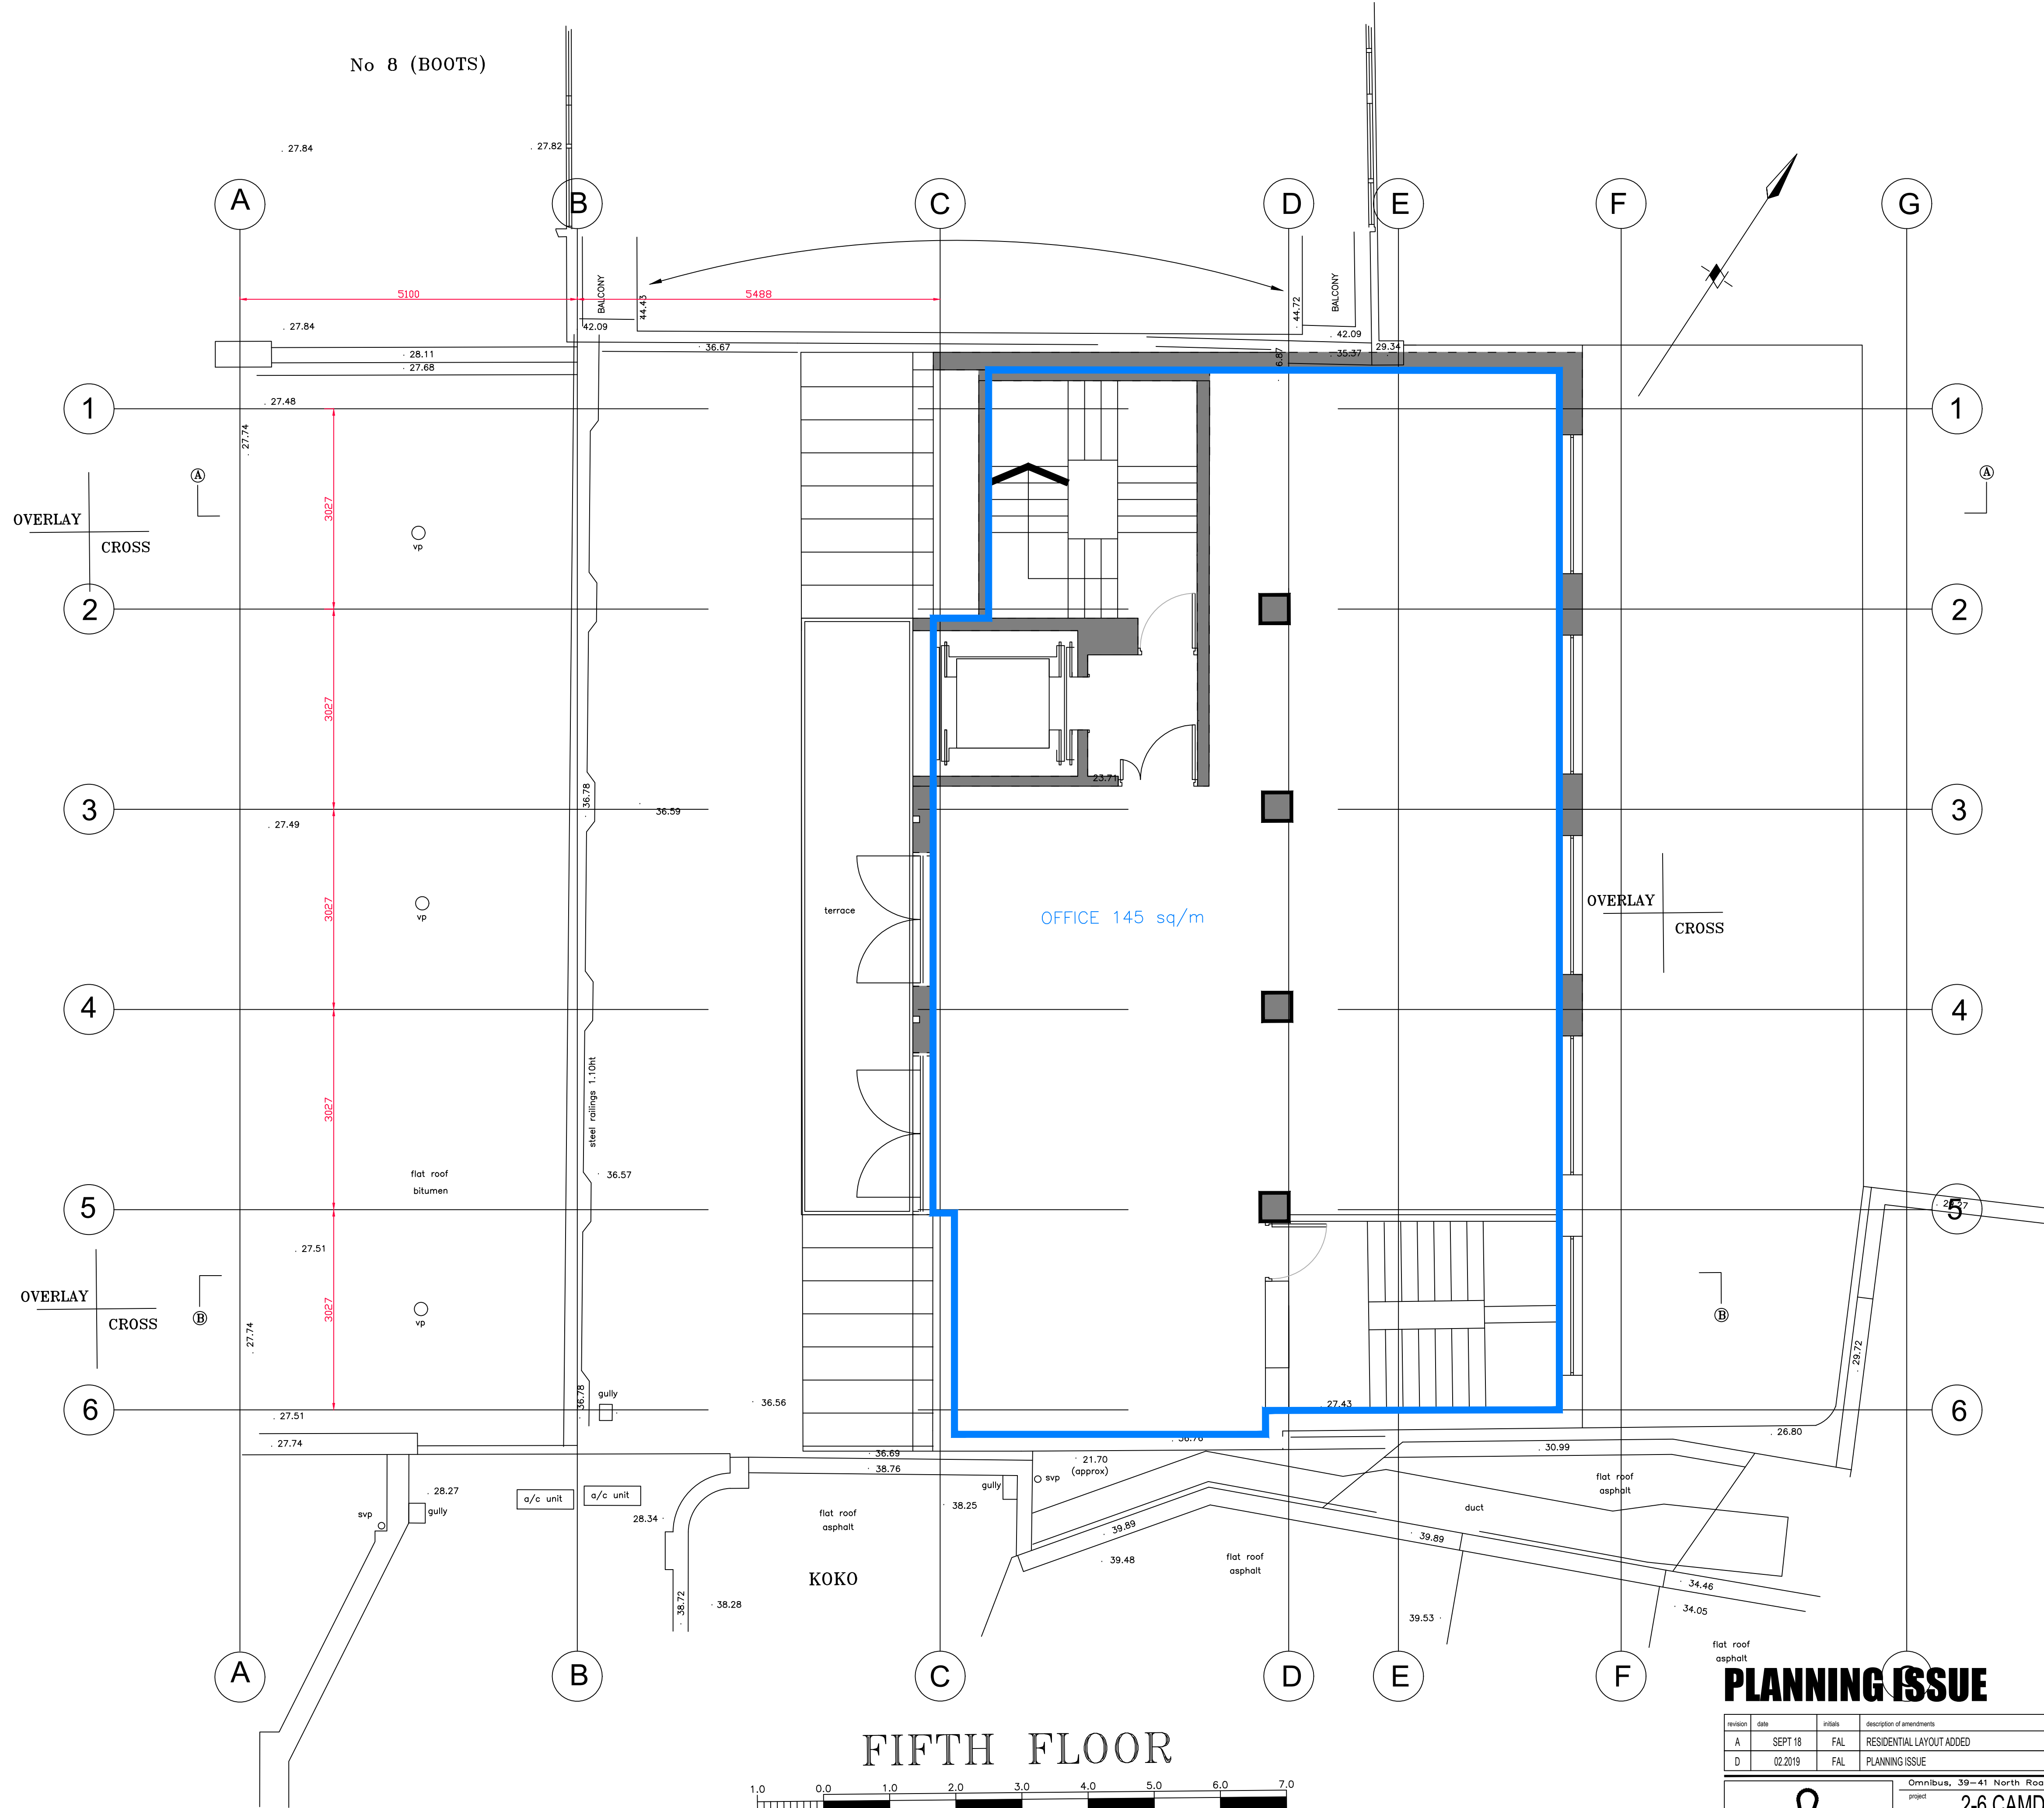 No 8 (BOOTS)
. 27.84
. 27.82
A
B
C
D
E
F
G
5100
5488
BALCONY
44.43
44.72
BALCONY
. 27.84
42.09
. 42.09
28.11
27.68
36.67
6.87
35.37
29.34
1
. 27.48
27.74
1
A
A
3027
OVERLAY
CROSS
vp
2
2
3027
36.78
36.59
23.71
3
. 27.49
3
3027
vp
terrace
OFFICE 145 sq/m
OVERLAY
CROSS
4
4
3027
steel railings 1.10ht
flat roof
bitumen
36.57
5
5
. 27.51
3027
OVERLAY
CROSS
B
vp
B
27.74
29.72
36.78
gully
36.56
27.43
6
. 27.51
6
. 27.74
26.80
36.69
38.76
21.70
(approx)
30.99
svp
gully
38.25
28.27
a/c unit
a/c unit
svp
gully
28.34
flat roof
asphalt
flat roof
asphalt
duct
39.89
39.89
39.48
flat roof
asphalt
KOKO
38.72
38.28
34.46
34.05
39.53
flat roof
asphalt
A
B
C
D
E
F
G
PLANNING ISSUE
FIFTH FLOOR
1.0 0.0 1.0 2.0 3.0 4.0 5.0 6.0 7.0
revision date initials description of amendments
A SEPT 18 FAL RESIDENTIAL LAYOUT ADDED
D 02.2019 FAL PLANNING ISSUE
Omnibus, 39-41 North Roa
project
2-6 CAMD